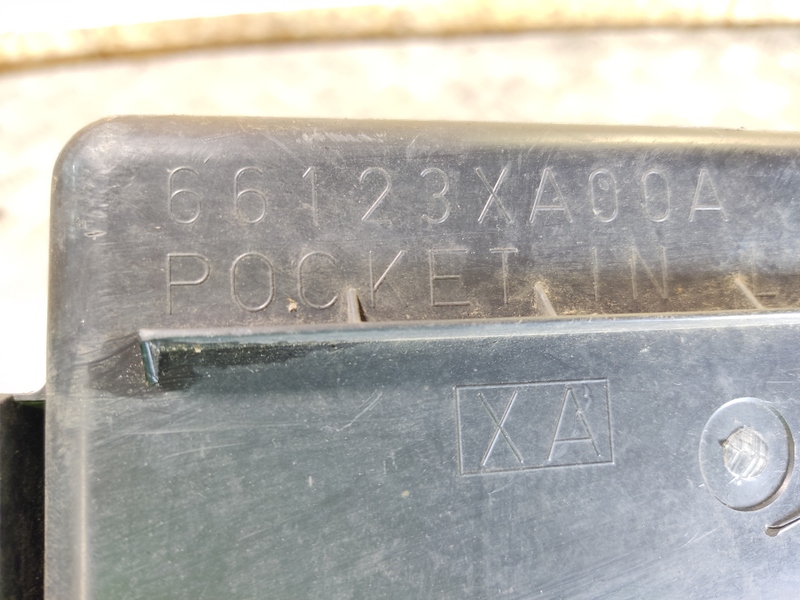 66123XA00A
POCKET IN L
XA